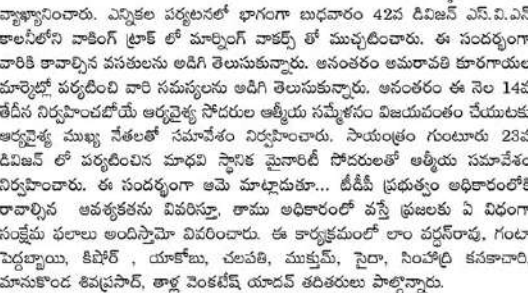 వ్యాఖ్యానించారు. ఎన్నికల పర్యటనలో భాగంగా బుధవారం 42వ డివిజన్ ఎస్.వి.ఎన్
కాలనీలోని వాకింగ్ ట్రాక్ లో మార్నింగ్ వాకర్స్ తో ముచ్చటించారు. ఈ సందర్భంగా
వారికి కావాల్సిన వసతులను అడిగి తెలుసుకున్నారు. అనంతరం అమరావతి కూరగాయల
మార్కెట్లో పర్యటించి వారి సమస్యలను అడిగి తెలుసుకున్నారు. అనంతరం ఈ నెల 14వ
తేదీన నిర్వహించబోయే ఆర్యవైశ్య సోదరుల ఆత్మీయ సమ్మేళనం విజయవంతం చేయుటకు
ఆర్యవైశ్య ముఖ్య నేతలతో సమావేశం నిర్వహించారు. సాయంత్రం గుంటూరు 23వ
డివిజన్ లో పర్యటించిన మాధవి స్థానిక మైనారిటీ సోదరులతో ఆత్మీయ సమావేశం
నిర్వహించారు. ఈ సందర్భంగా ఆమె మాట్లాడుతూ... టీడీపీ ప్రభుత్వం అధికారంలోకి
రావాల్సిన ఆవశ్యకతను వివరిస్తూ, తాము అధికారంలో వస్తే ప్రజలకు ఏ విధంగా
సంక్షేమ ఫలాలు అందిస్తామో వివరించారు. ఈ కార్యక్రమంలో లాం వర్ధన్‌రావు, గంటా
పెద్దబ్బాయి, కిషోర్ , యాకోబు, చలపతి, ముక్తుమ్, సైదా, సింహాద్రి కనకాచారి,
మానుకొండ శివప్రసాద్, తాళ్ల వెంకటేష్ యాదవ్ తదితరులు పాల్గొన్నారు.